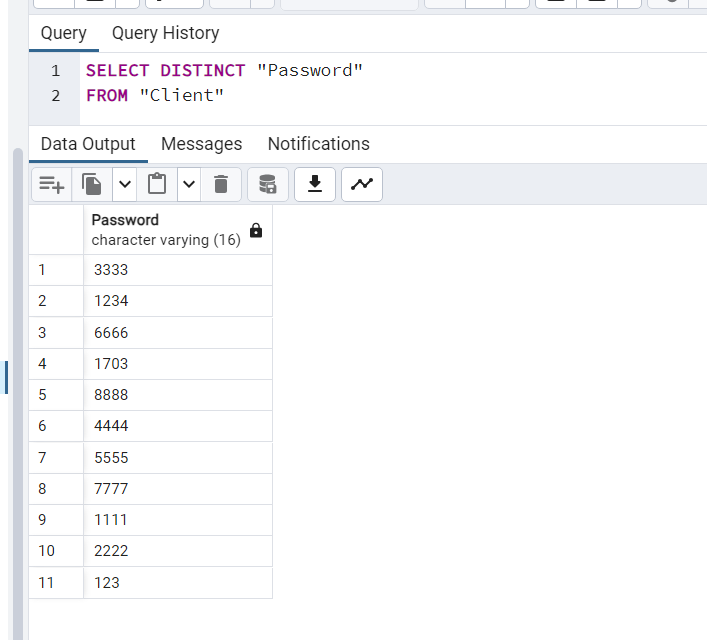 Query Query History
1 SELECT DISTINCT "Password"
2 FROM "Client"
Data Output Messages Notifications
Password
character varying (16)
1 3333
2 1234
3 6666
4 1703
5 8888
6 4444
7 5555
8 7777
9 1111
10 2222
11 123